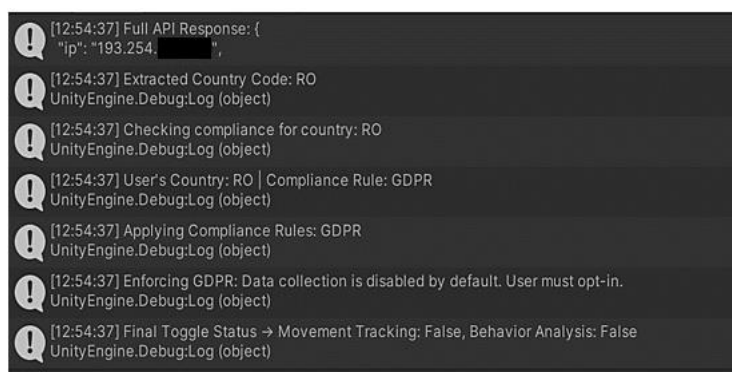 [12:54:37] Full API Response: {
"ip": "193.254. ",
[12:54:37] Extracted Country Code: RO
UnityEngine.Debug:Log (object)
[12:54:37] Checking compliance for country: RO
UnityEngine.Debug:Log (object)
[12:54:37] User's Country: RO | Compliance Rule: GDPR
UnityEngine.Debug:Log (object)
[12:54:37] Applying Compliance Rules: GDPR
UnityEngine.Debug:Log (object)
[12:54:37] Enforcing GDPR: Data collection is disabled by default. User must opt-in.
UnityEngine.Debug:Log (object)
[12:54:37] Final Toggle Status → Movement Tracking: False, Behavior Analysis: False
UnityEngine.Debug:Log (object)